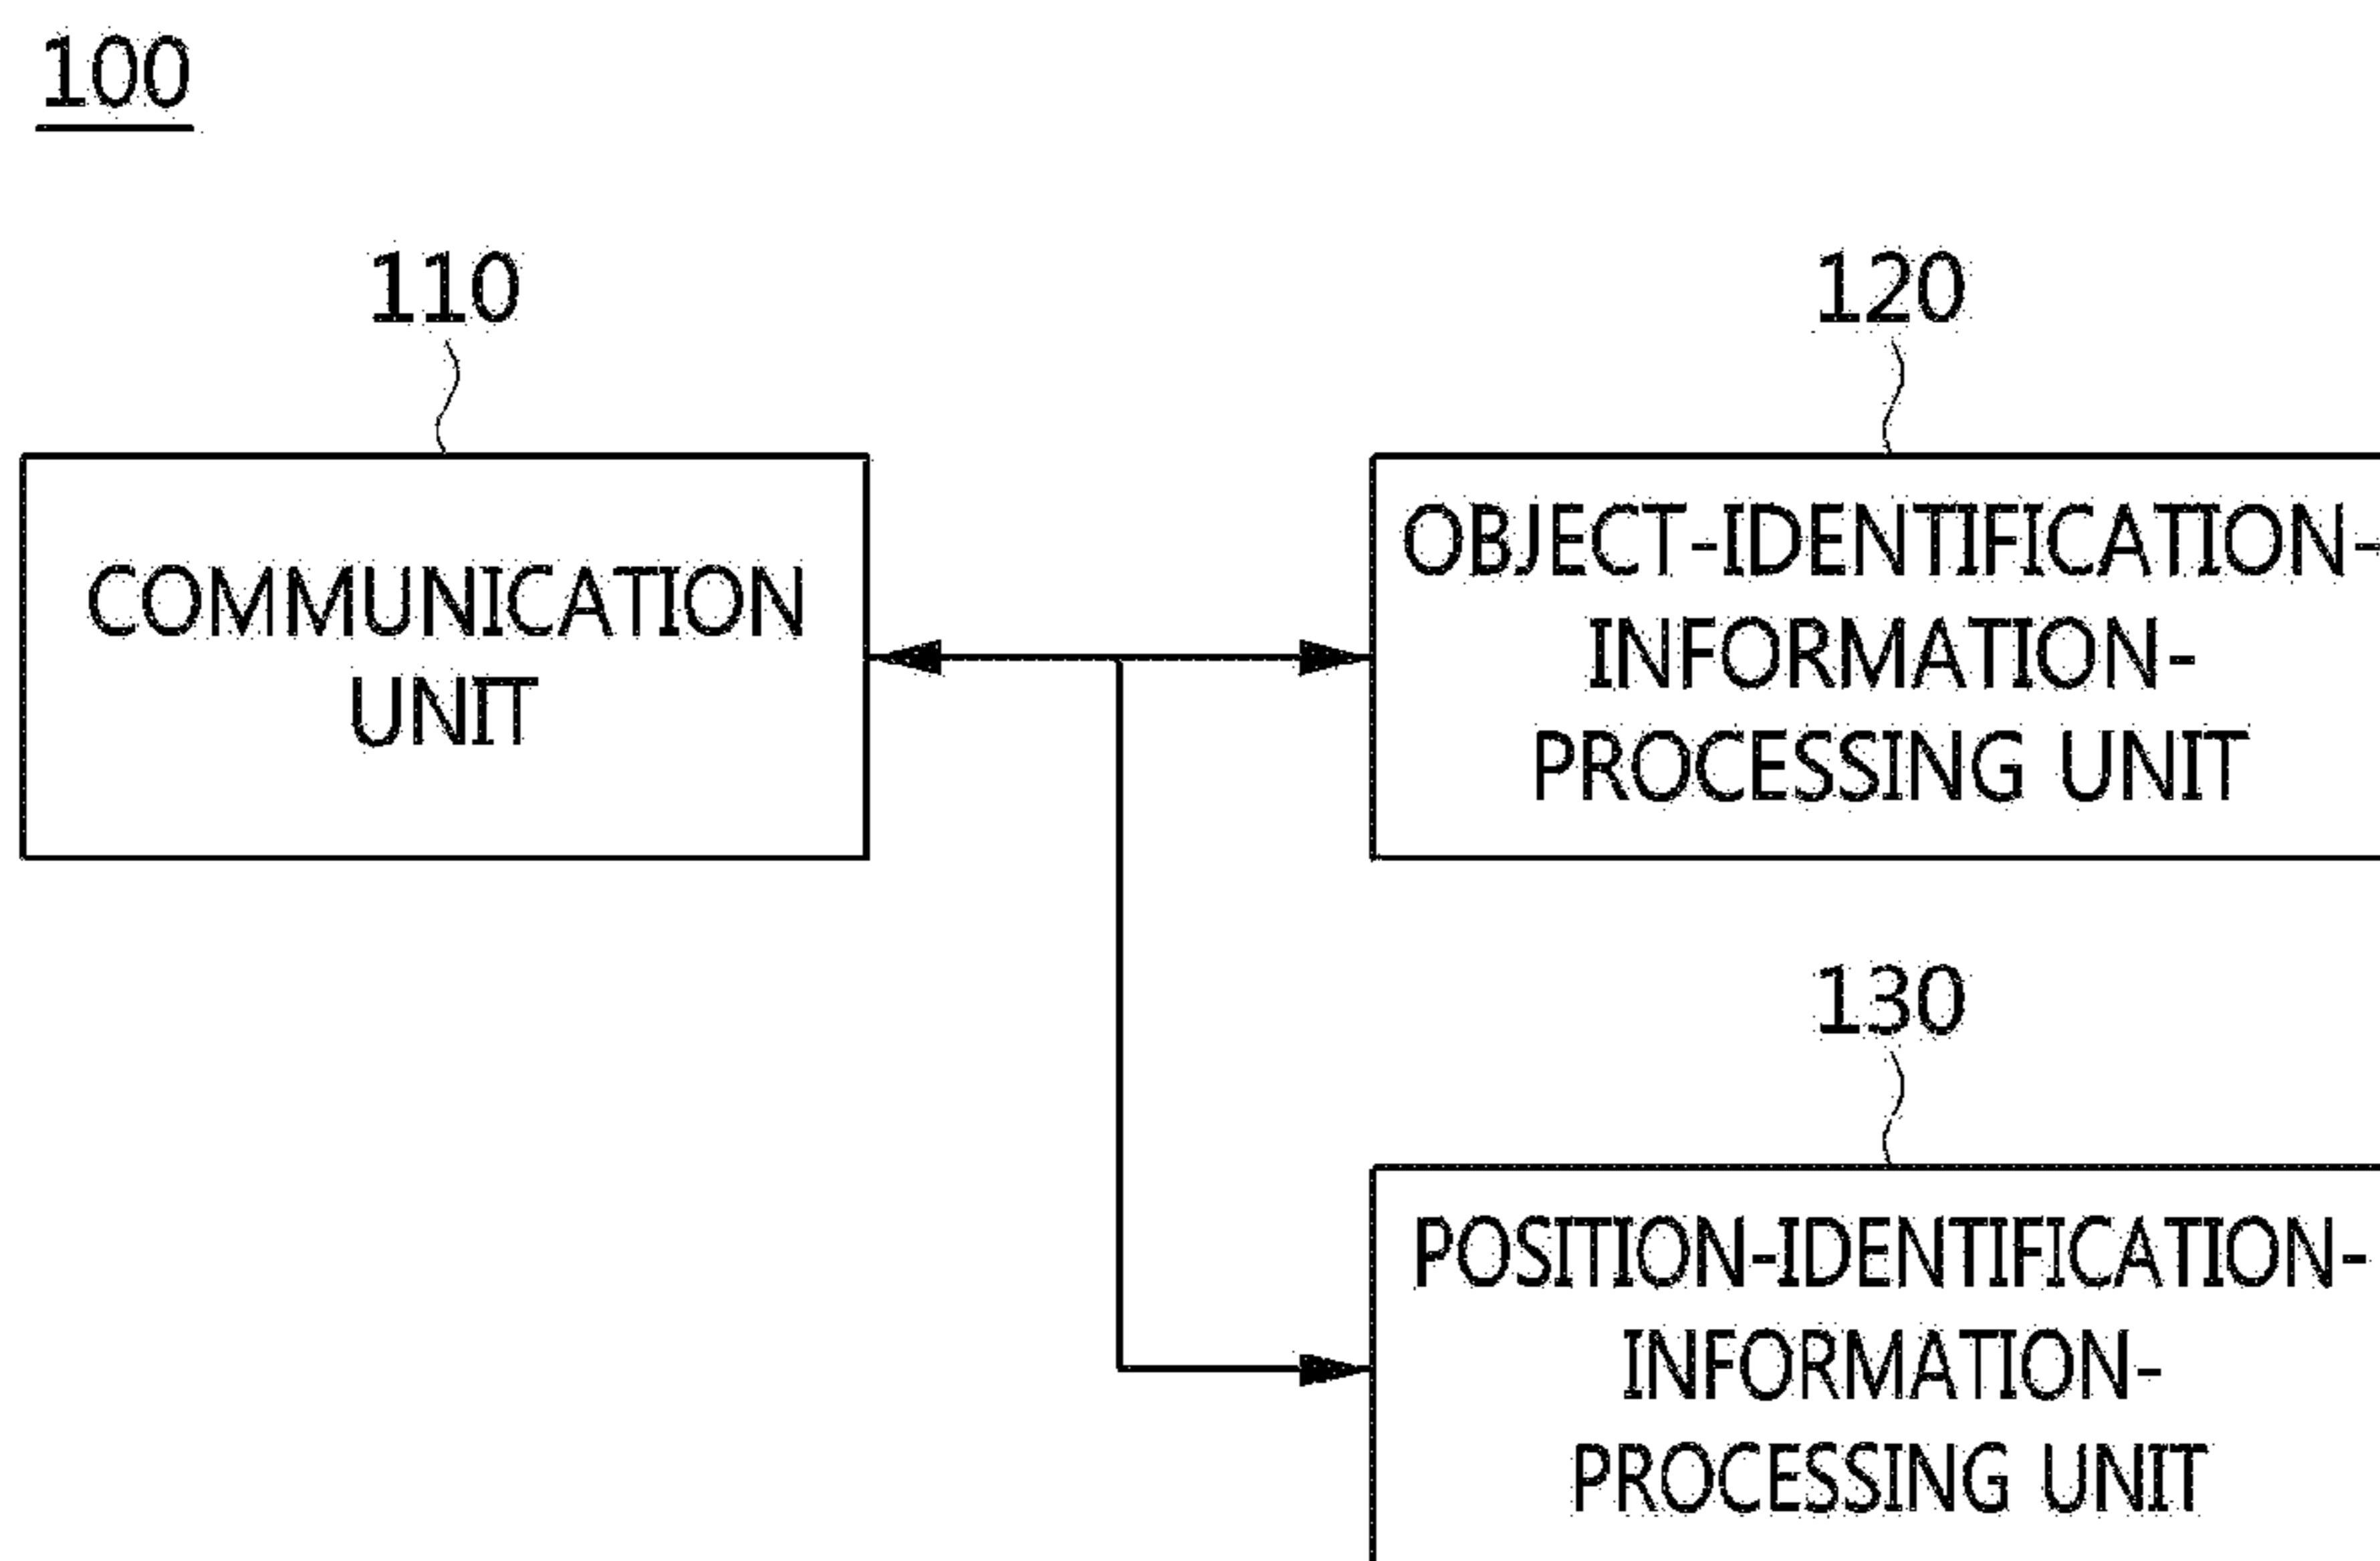 100
110
120
COMMUNICATION
UNIT
OBJECT-IDENTIFICATION-
INFORMATION-
PROCESSING UNIT
130
POSITION-IDENTIFICATION-
INFORMATION-
PROCESSING UNIT